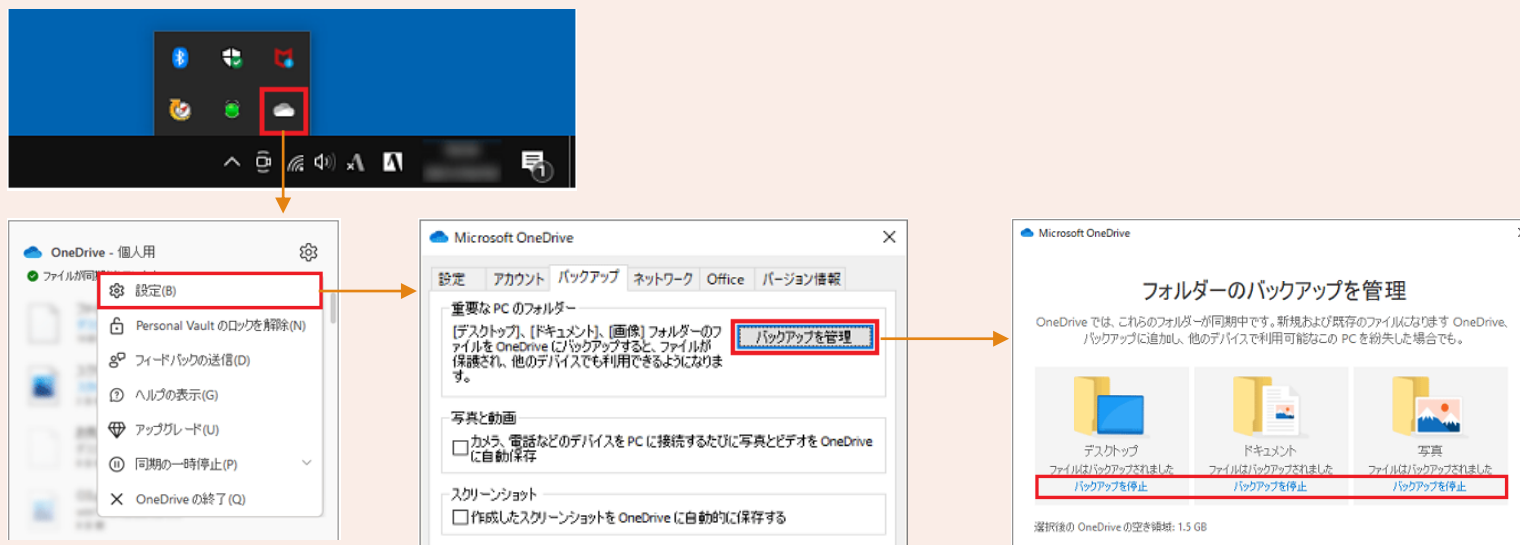 1
OneDrive - 個人用
ファイルが同期
設定(B)
Personal Vault のロックを解除(N)
フィードバックの送信(D)
ヘルプの表示(G)
アップグレード(U)
同期の一時停止(P)
OneDrive の終了(Q)
Microsoft OneDrive
設定 アカウント バックアップ ネットワーク Office バージョン情報
重要な PC のフォルダー
[デスクトップ]、[ドキュメント]、[画像] フォルダーのフ
ァイルを OneDrive にバックアップすると、ファイルが
保護され、他のデバイスでも利用できるようになりま
す。
バックアップを管理
写真と動画
カメラ、電話などのデバイスを PC に接続するたびに写真とビデオを OneDrive
に自動保存
スクリーンショット
作成したスクリーンショットを OneDrive に自動的に保存する
Microsoft OneDrive
フォルダーのバックアップを管理
OneDrive では、これらのフォルダーが同期中です。新規および既存のファイルになります OneDrive、
バックアップに追加し、他のデバイスで利用可能なこの PC を紛失した場合でも。
デスクトップ ドキュメント 写真
ファイルはバックアップされました ファイルはバックアップされました ファイルはバックアップされました
バックアップを停止 バックアップを停止 バックアップを停止
選択後の OneDrive の空き領域: 1.5 GB